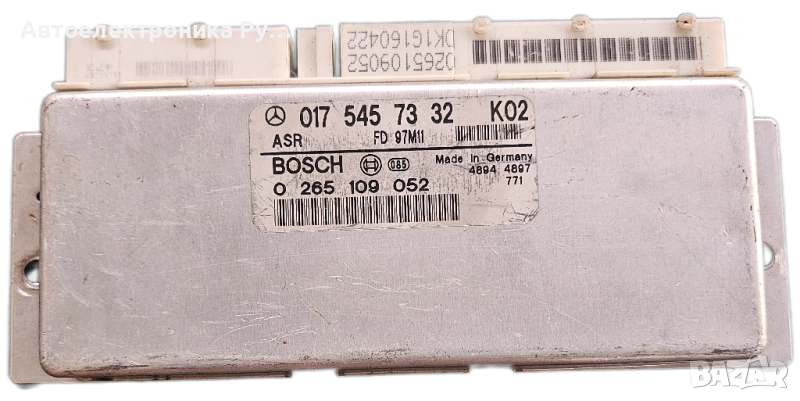 Автоелектроника Ру...
0265109052
DK1G160422
017 545 73 32 K02
ASR FD 97M11
BOSCH 085 Made in Germany
0 265 109 052 4894 4897
771
BAZAR